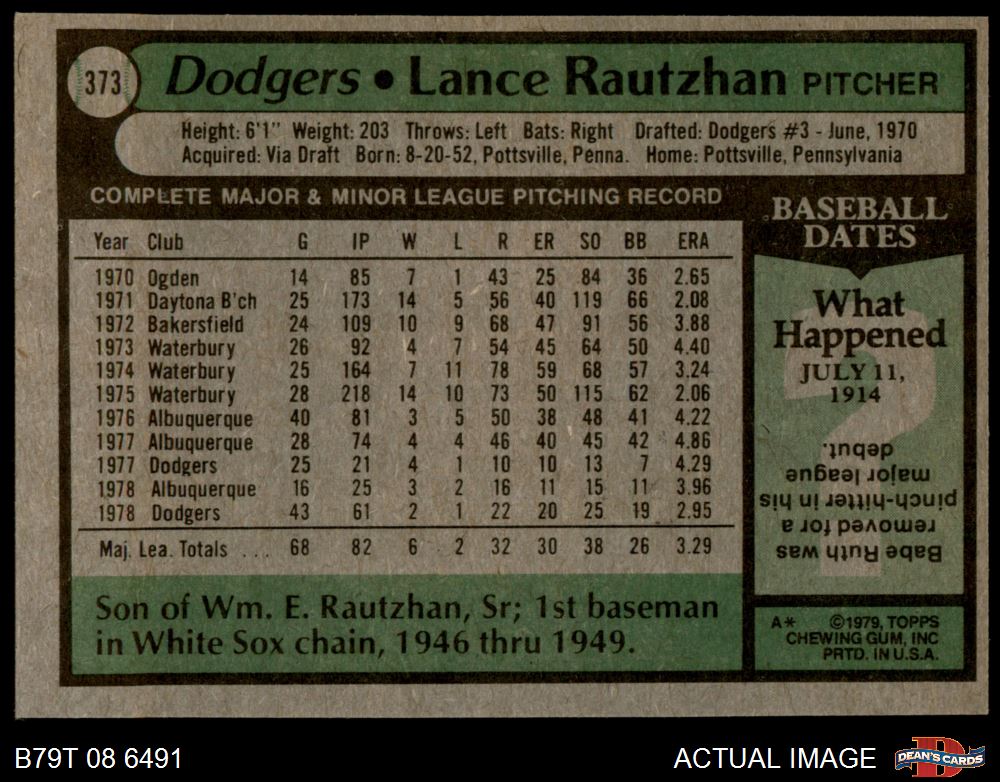 373 Dodgers • Lance Rautzhan PITCHER
Height: 6'1" Weight: 203 Throws: Left Bats: Right Drafted: Dodgers #3 - June, 1970
Acquired: Via Draft Born: 8-20-52, Pottsville, Penna. Home: Pottsville, Pennsylvania
COMPLETE MAJOR & MINOR LEAGUE PITCHING RECORD
Year Club G IP W L R ER SO BB ERA
1970 Ogden 14 85 7 1 43 25 84 36 2.65
1971 Daytona B'ch 25 173 14 5 56 40 119 66 2.08
1972 Bakersfield 24 109 10 9 68 47 91 56 3.88
1973 Waterbury 26 92 4 7 54 45 64 50 4.40
1974 Waterbury 25 164 7 11 78 59 68 57 3.24
1975 Waterbury 28 218 14 10 73 50 115 62 2.06
1976 Albuquerque 40 81 3 5 50 38 48 41 4.22
1977 Albuquerque 28 74 4 4 46 40 45 42 4.86
1977 Dodgers 25 21 4 1 10 10 13 7 4.29
1978 Albuquerque 16 25 3 2 16 11 15 11 3.96
1978 Dodgers 43 61 2 1 22 20 25 19 2.95
Maj. Lea. Totals ... 68 82 6 2 32 30 38 26 3.29
Son of Wm. E. Rautzhan, Sr; 1st baseman
in White Sox chain, 1946 thru 1949.
BASEBALL
DATES
What
Happened
JULY 11,
1914
Babe Ruth was
removed for a
pinch-hitter in his
major league
debut.
A* ©1979, TOPPS
CHEWING GUM, INC
PRTD. IN U.S.A.
B79T 08 6491
ACTUAL IMAGE
D
DEAN'S CARDS